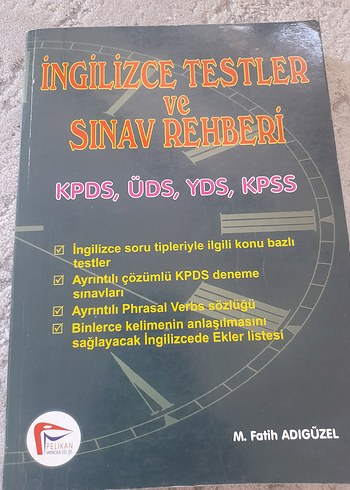 İNGİLİZCE TESTLER
ve
SINAV REHBERİ
KPDS, ÜDS, YDS, KPSS
☑ İngilizce soru tipleriyle ilgili konu bazlı
testler
☑ Ayrıntılı çözümlü KPDS deneme
sınavları
☑ Ayrıntılı Phrasal Verbs sözlüğü
☑ Binlerce kelimenin anlaşılmasını
sağlayacak İngilizcede Ekler listesi
PELİKAN
M. Fatih ADIGÜZEL